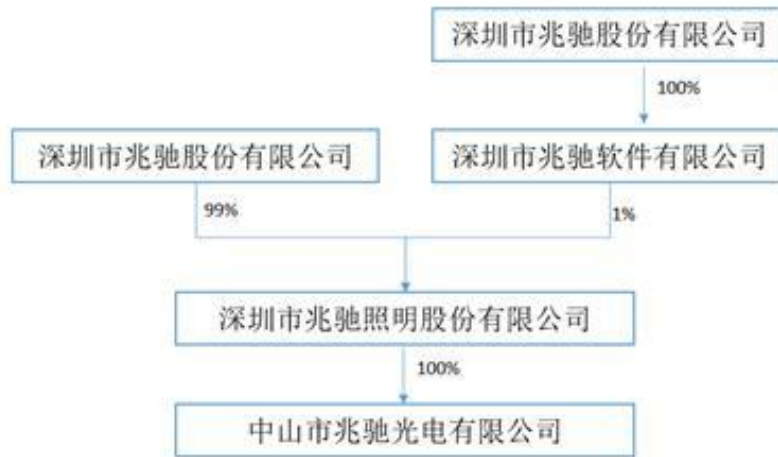 深圳市兆驰股份有限公司
100%
深圳市兆驰股份有限公司
深圳市兆驰软件有限公司
99%
1%
深圳市兆驰照明股份有限公司
100%
中山市兆驰光电有限公司